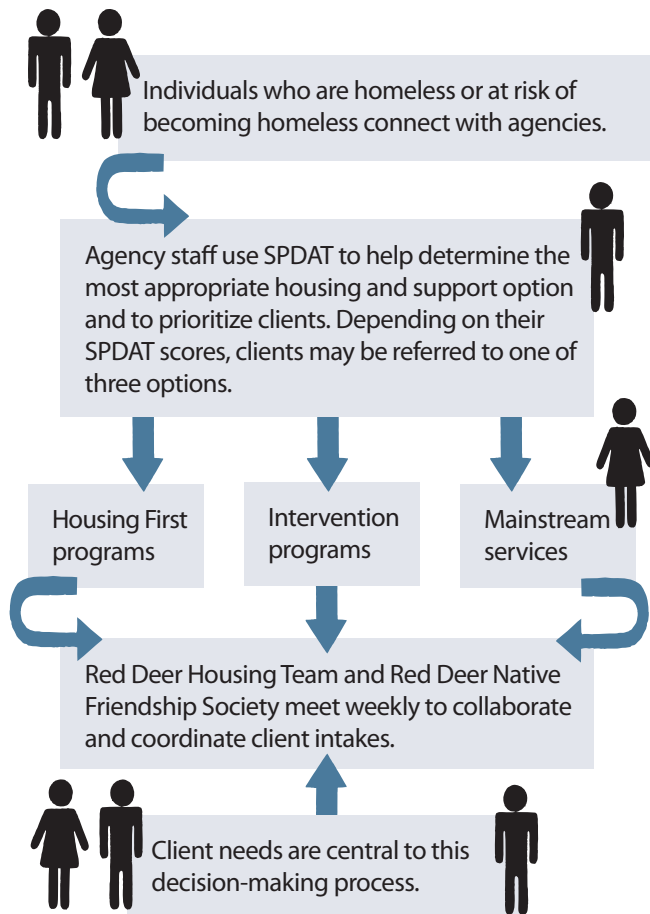 Individuals who are homeless or at risk of
becoming homeless connect with agencies.
Agency staff use SPDAT to help determine the
most appropriate housing and support option
and to prioritize clients. Depending on their
SPDAT scores, clients may be referred to one of
three options.
Housing First
programs
Intervention
programs
Mainstream
services
Red Deer Housing Team and Red Deer Native
Friendship Society meet weekly to collaborate
and coordinate client intakes.
Client needs are central to this
decision-making process.